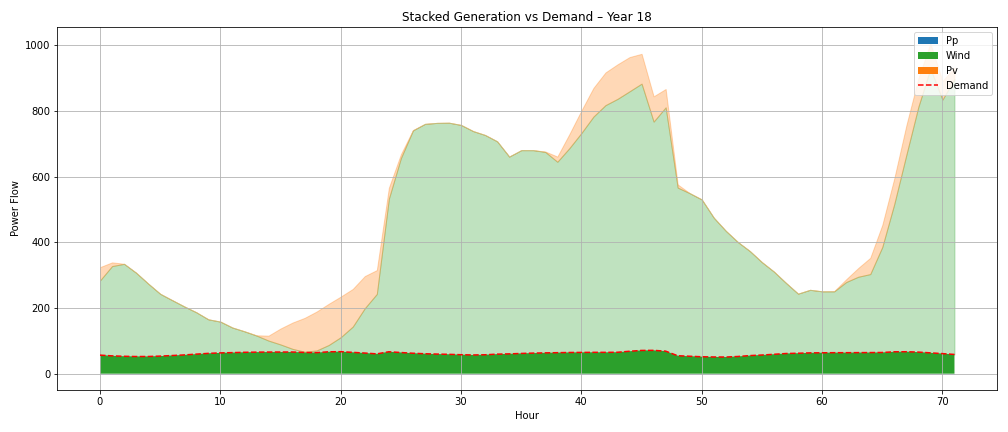 Stacked Generation vs Demand – Year 18
Power Flow
1000
800
600
400
200
0
Pp
Wind
Pv
Demand
0 10 20 30 40 50 60 70
Hour